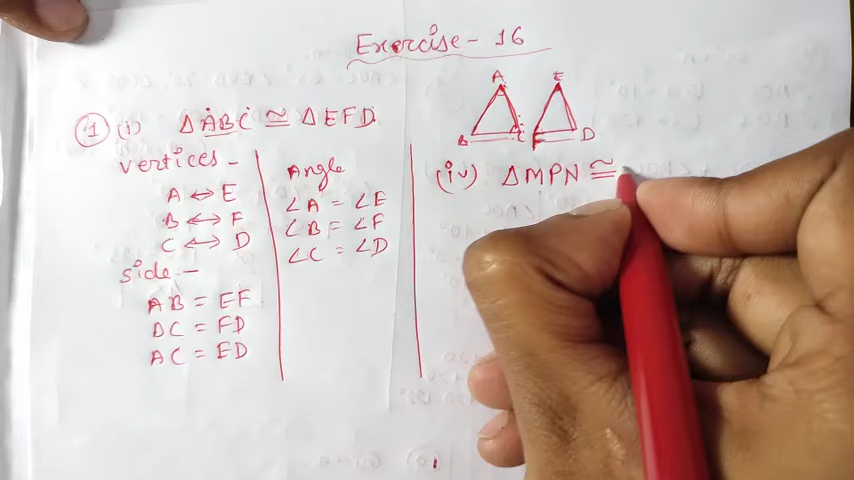 Exercise - 16
① (i) ΔABC ≅ ΔEFD
A
B C
E
F D
vertices -
A ↔ E
B ↔ F
C ↔ D
side -
AB = EF
BC = FD
AC = ED
Angle
∠A = ∠E
∠B = ∠F
∠C = ∠D
(iv) ΔMPN ≅